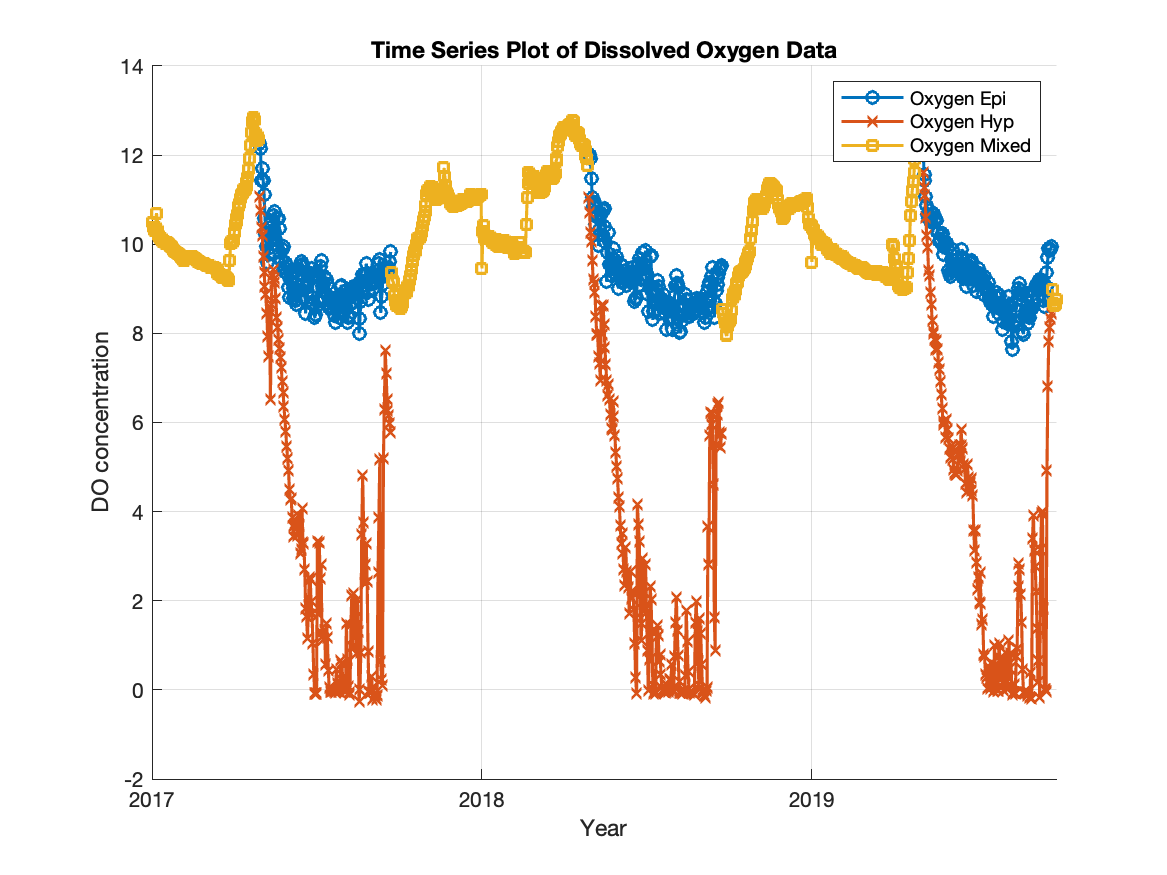 Time Series Plot of Dissolved Oxygen Data
14
12
10
8
6
4
2
0
-2
DO concentration
Oxygen Epi
Oxygen Hyp
Oxygen Mixed
2017
2018
2019
Year